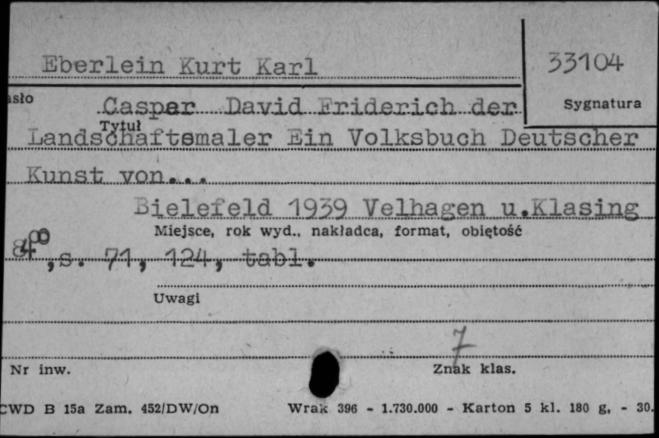 Eberlein Kurt Karl
33104
asło
Caspar David Friderich der
Sygnatura
Tytuł
Landschaftsmaler Ein Volksbuch Deutscher
Kunst von...
Bielefeld 1939 Velhagen u.Klasing
Miejsce, rok wyd., nakładca, format, objętość
,s. 71, 124, tabl.
Uwagi
7
Nr inw.
Znak klas.
CWD B 15a Zam. 452/DW/On
Wrak 396 - 1.730.000 - Karton 5 kl. 180 g, - 30.